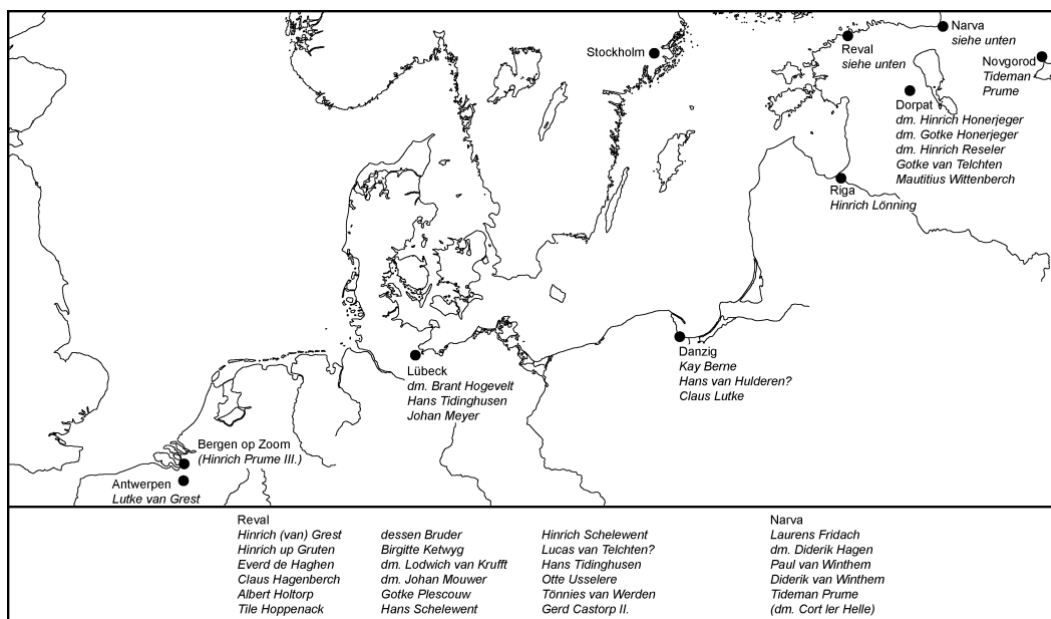 Stockholm
Narva
siehe unten
Reval
siehe unten
Novgorod
Tideman
Prume
Dorpat
dm. Hinrich Honerjeger
dm. Gotke Honerjeger
dm. Hinrich Reseler
Gotke van Telchten
Mautitius Wittenberch
Riga
Hinrich Lönning
Danzig
Kay Berne
Hans van Hulderen?
Claus Lutke
Lübeck
dm. Brant Hogevelt
Hans Tidinghusen
Johan Meyer
Bergen op Zoom
(Hinrich Prume III.)
Antwerpen
Lutke van Grest
Reval
Hinrich (van) Grest
Hinrich up Gruten
Everd de Haghen
Claus Hagenberch
Albert Holtorp
Tile Hoppenack
dessen Bruder
Birgitte Ketwyg
dm. Lodwich van Krufft
dm. Johan Mouwer
Gotke Plescouw
Hans Schelewent
Hinrich Schelewent
Lucas van Telchten?
Hans Tidinghusen
Otte Usselere
Tönnies van Werden
Gerd Castorp II.
Narva
Laurens Fridach
dm. Diderik Hagen
Paul van Winthem
Diderik van Winthem
Tideman Prume
(dm. Cort ler Helle)